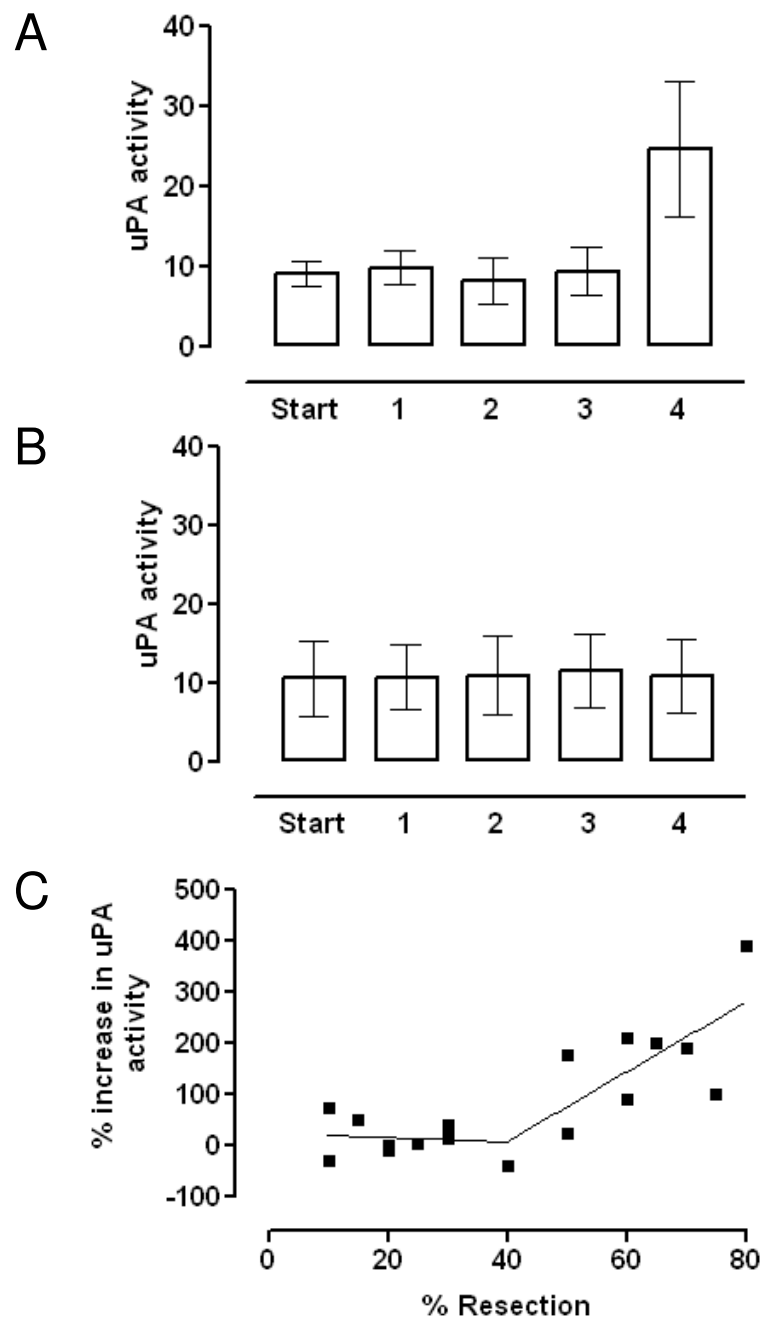 A
uPA activity
40
30
20
10
0
Start 1 2 3 4
B
uPA activity
40
30
20
10
0
Start 1 2 3 4
C
% increase in uPA
activity
500
400
300
200
100
0
-100
0 20 40 60 80
% Resection